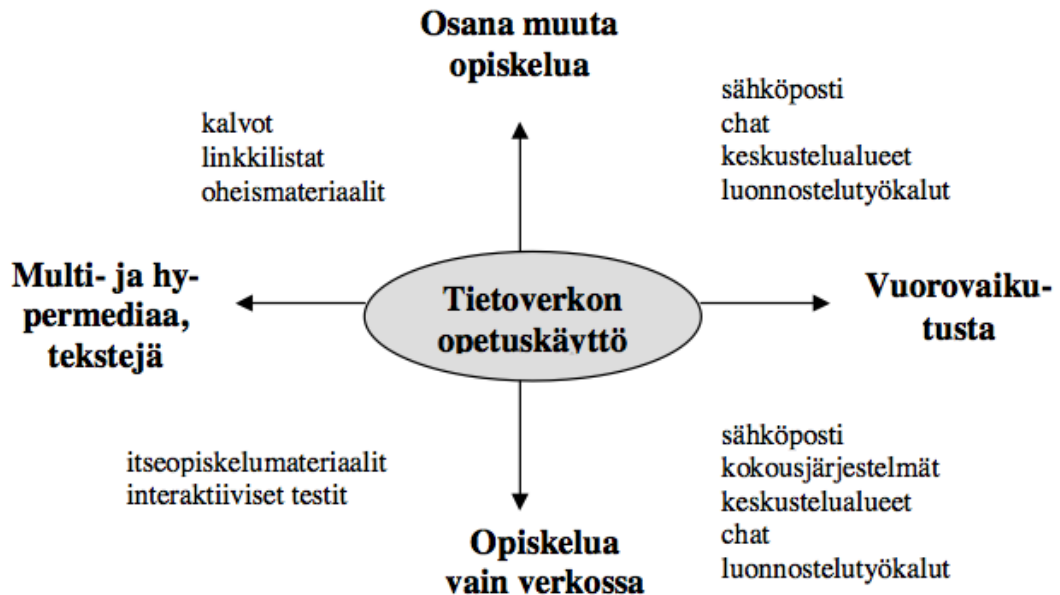 Osana muuta
opiskelua
kalvot
linkkilistat
oheismateriaalit
sähköposti
chat
keskustelualueet
luonnostelutyökalut
Multi- ja hy-
permediaa,
tekstejä
Tietoverkon
opetuskäyttö
Vuorovaiku-
tusta
itseopiskelumateriaalit
interaktiiviset testit
sähköposti
kokousjärjestelmät
keskustelualueet
chat
luonnostelutyökalut
Opiskelua
vain verkossa